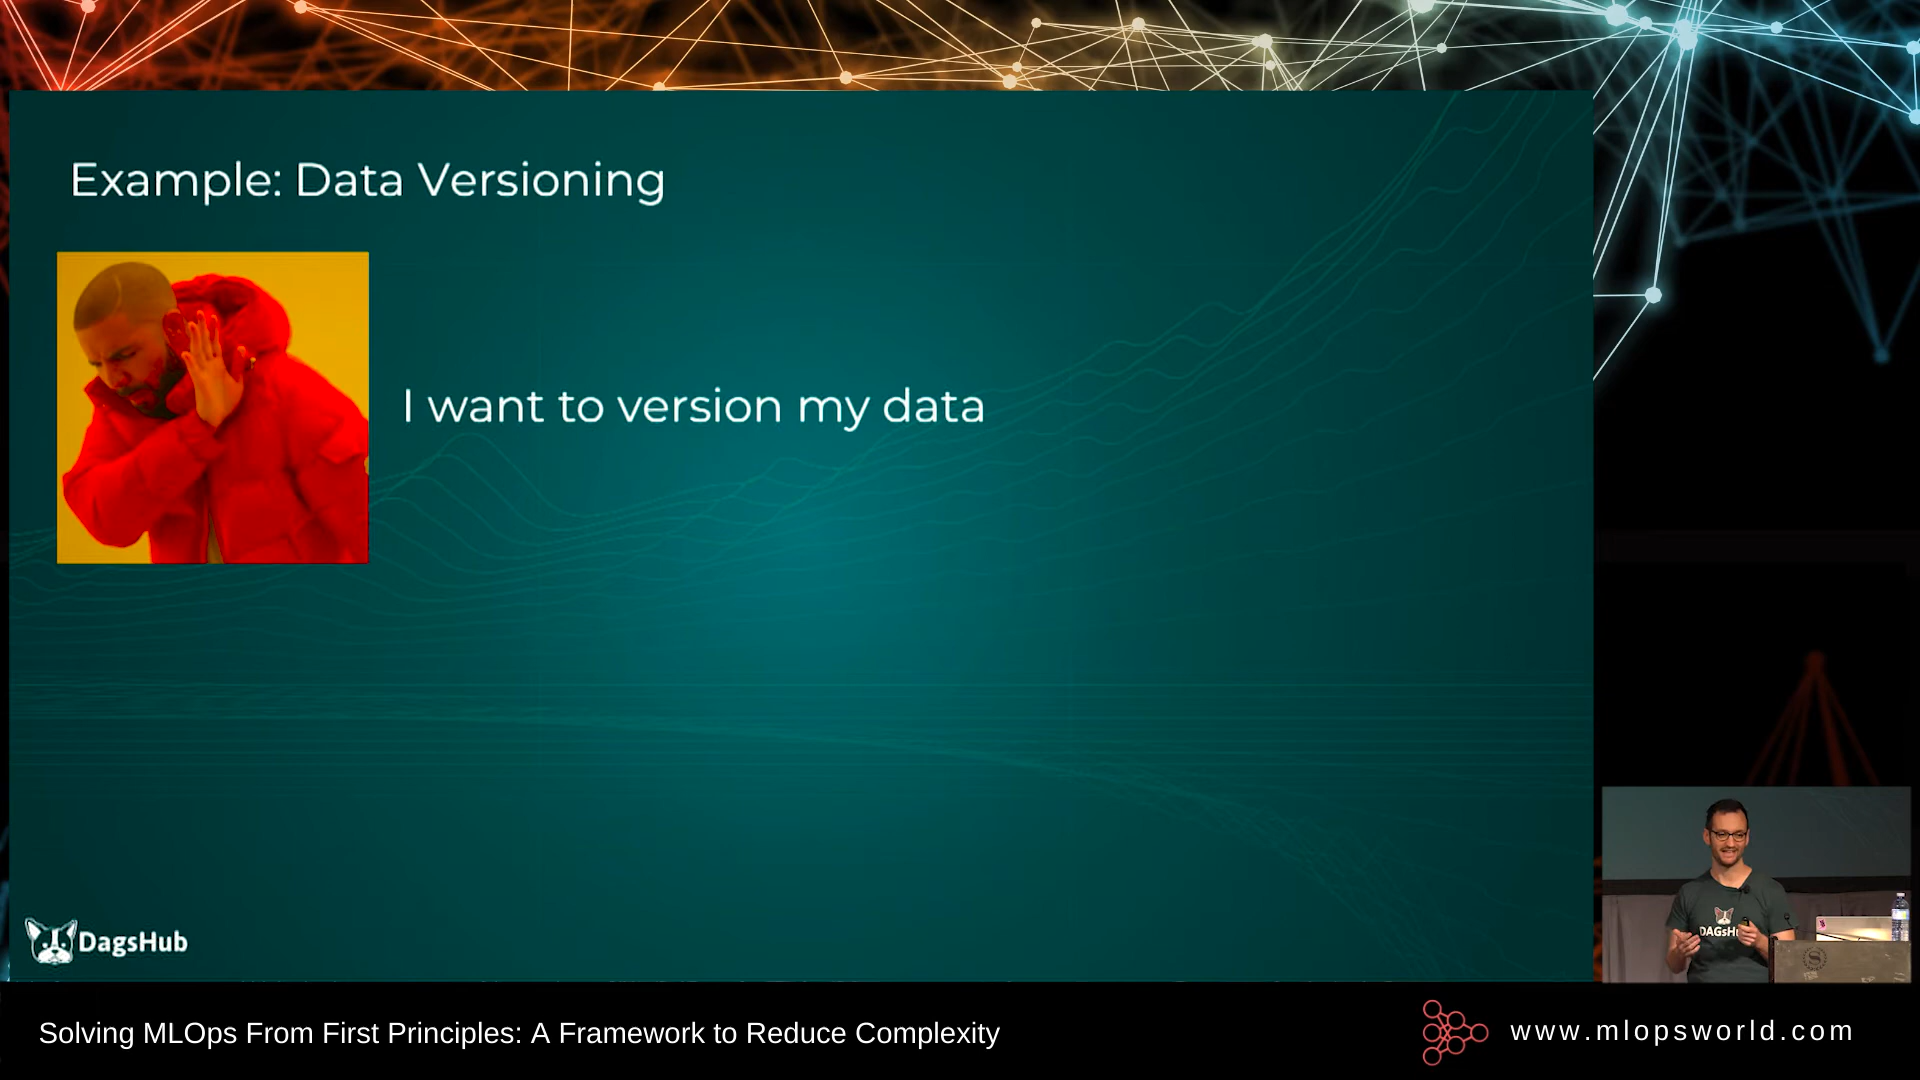 Example: Data Versioning
I want to version my data
DagsHub
DAGsHu
Solving MLOps From First Principles: A Framework to Reduce Complexity
www.mlopsworld.com